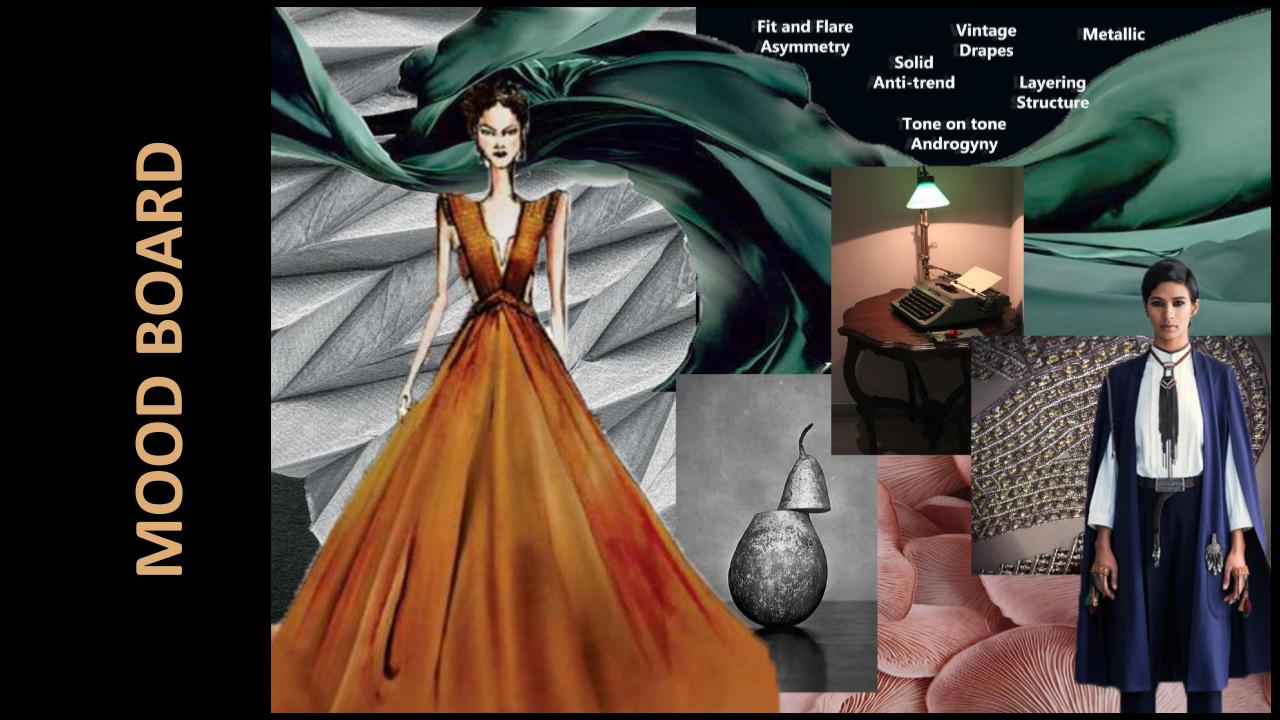 MOOD BOARD
Fit and Flare
Asymmetry
Vintage
Drapes
Metallic
Solid
Anti-trend
Layering
Structure
Tone on tone
Androgyny